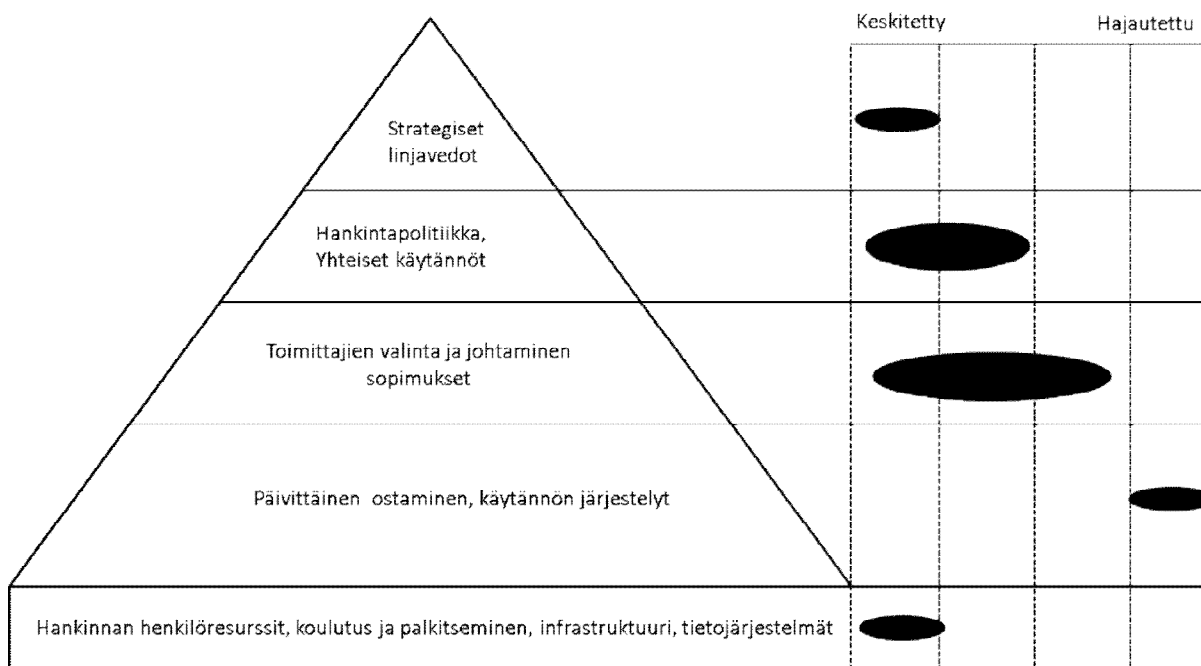 Keskitetty
Hajautettu
Strategiset
linjavedot
Hankintapolitiikka,
Yhteiset käytännöt
Toimittajien valinta ja johtaminen
sopimukset
Päivittäinen ostaminen, käytännön järjestelyt
Hankinnan henkilöresurssit, koulutus ja palkitseminen, infrastruktuuri, tietojärjestelmät